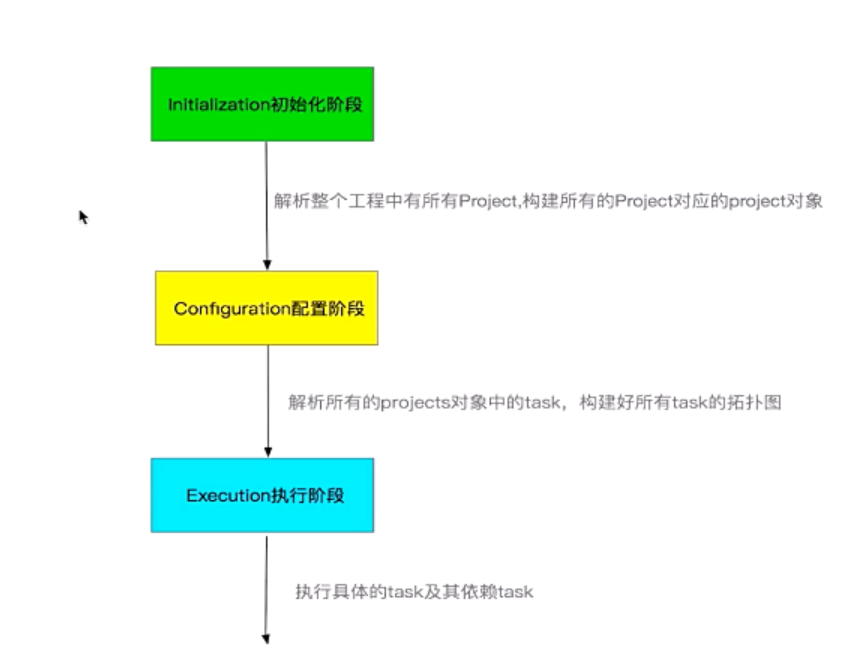 Initialization初始化阶段
解析整个工程中有所有Project,构建所有的Project对应的project对象
Configuration配置阶段
解析所有的projects对象中的task，构建好所有task的拓扑图
Execution执行阶段
执行具体的task及其依赖task